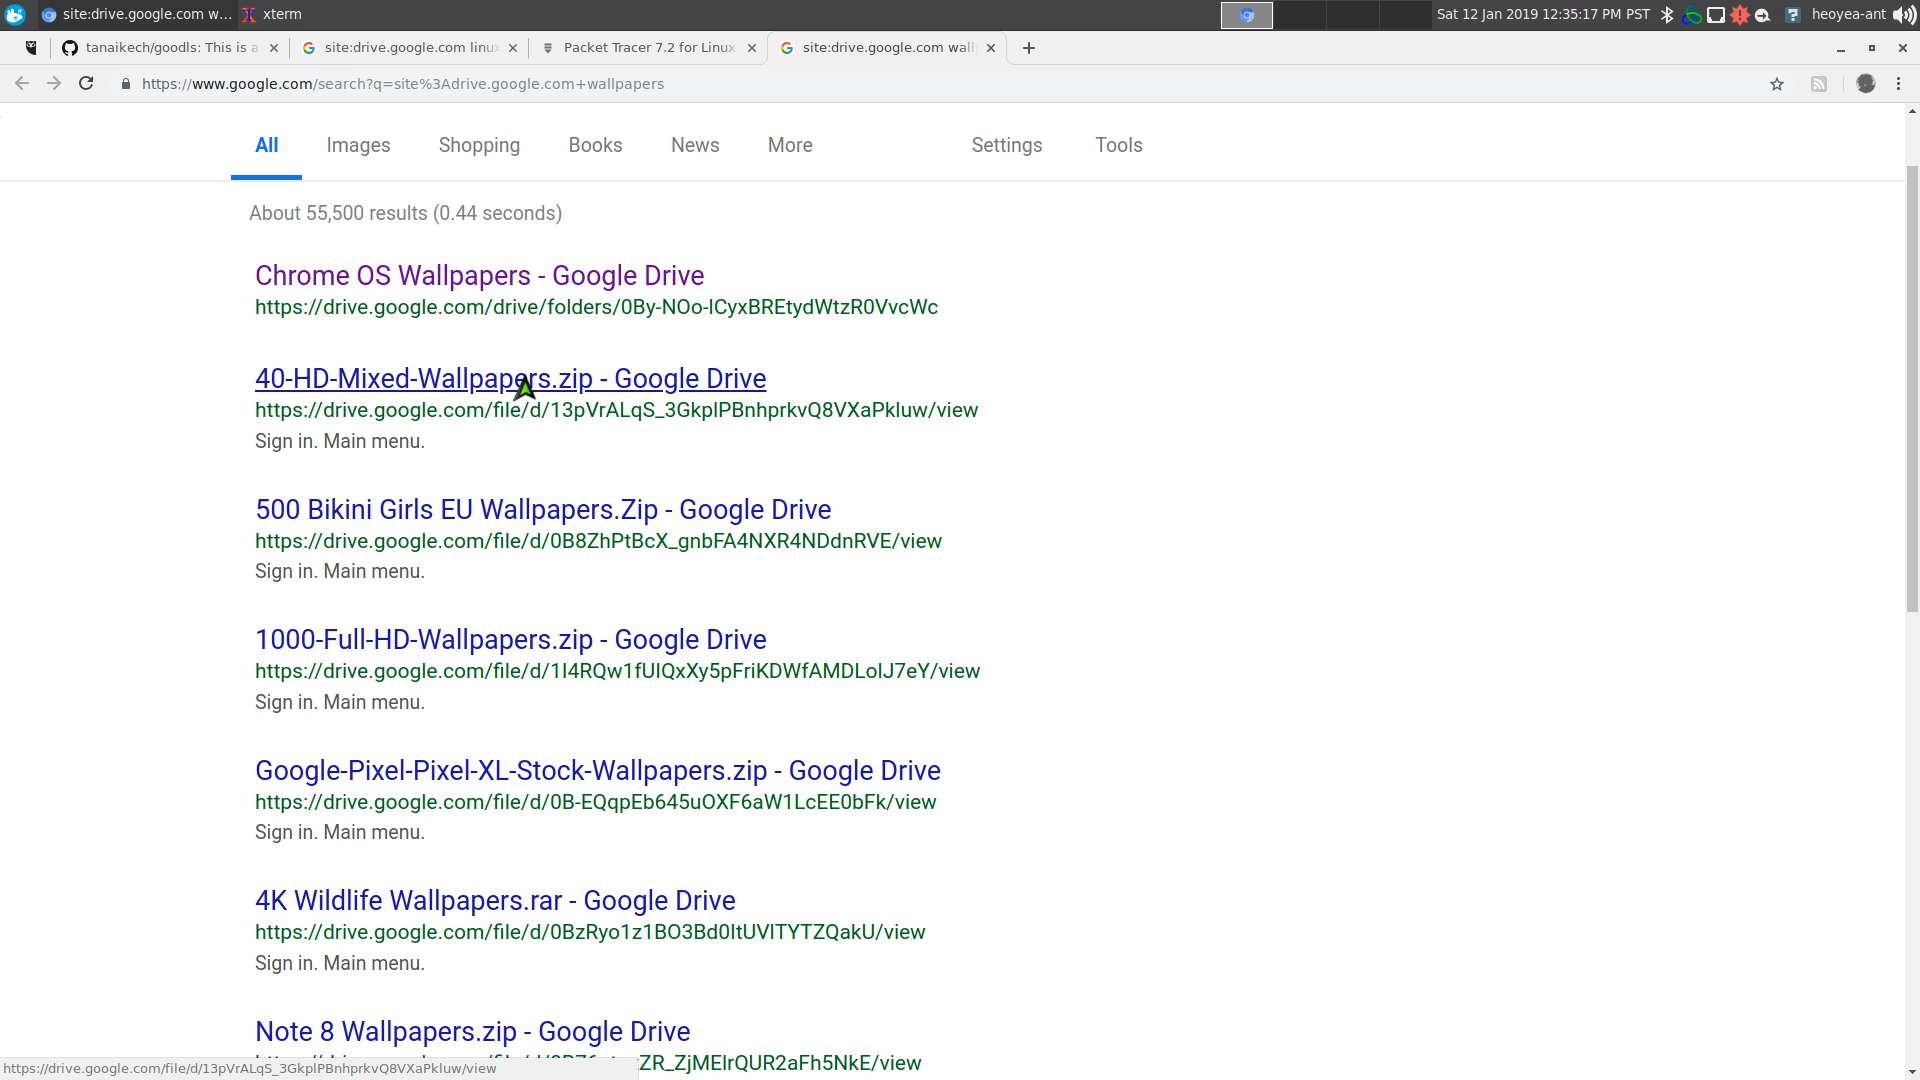 site:drive.google.com w... xterm Sat 12 Jan 2019 12:35:17 PM PST heoyea-ant
tanaikech/goodls: This is a site:drive.google.com linu Packet Tracer 7.2 for Linux site:drive.google.com wall
https://www.google.com/search?q=site%3Adrive.google.com+wallpapers
All Images Shopping Books News More Settings Tools
About 55,500 results (0.44 seconds)
Chrome OS Wallpapers - Google Drive
https://drive.google.com/drive/folders/0By-NOo-lCyxBREtydWtzR0VvcWc
40-HD-Mixed-Wallpapers.zip - Google Drive
https://drive.google.com/file/d/13pVrALqS_3GkplPBnhprkvQ8VXaPkluw/view
Sign in. Main menu.
500 Bikini Girls EU Wallpapers.Zip - Google Drive
https://drive.google.com/file/d/0B8ZhPtBcX_gnbFA4NXR4NDdnRVE/view
Sign in. Main menu.
1000-Full-HD-Wallpapers.zip - Google Drive
https://drive.google.com/file/d/1I4RQw1fUIQxXy5pFriKDWfAMDLolJ7eY/view
Sign in. Main menu.
Google-Pixel-Pixel-XL-Stock-Wallpapers.zip - Google Drive
https://drive.google.com/file/d/0B-EQqpEb645uOXF6aW1LcEE0bFk/view
Sign in. Main menu.
4K Wildlife Wallpapers.rar - Google Drive
https://drive.google.com/file/d/0BzRyo1z1BO3Bd0ItUVlTYTZQakU/view
Sign in. Main menu.
Note 8 Wallpapers.zip - Google Drive
ZR_ZjMElrQUR2aFh5NkE/view
https://drive.google.com/file/d/13pVrALqS_3GkplPBnhprkvQ8VXaPkluw/view